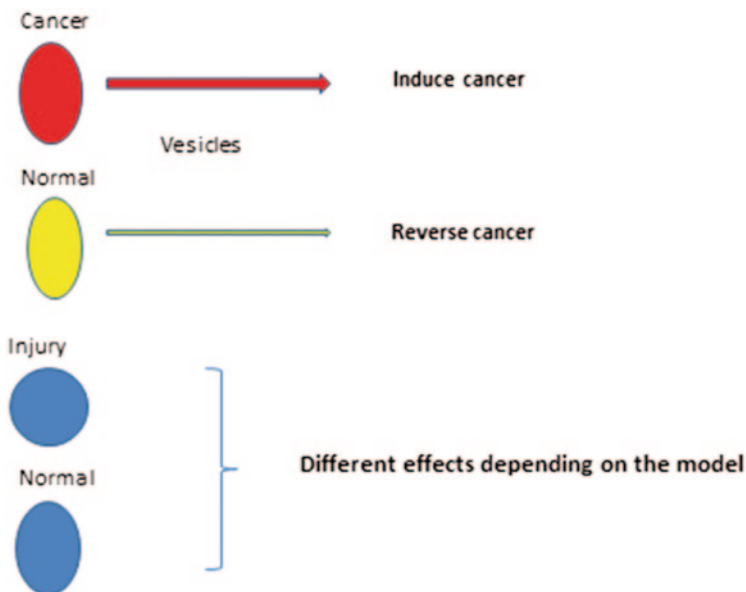 Cancer
Induce cancer
Vesicles
Normal
Reverse cancer
Injury
Different effects depending on the model
Normal